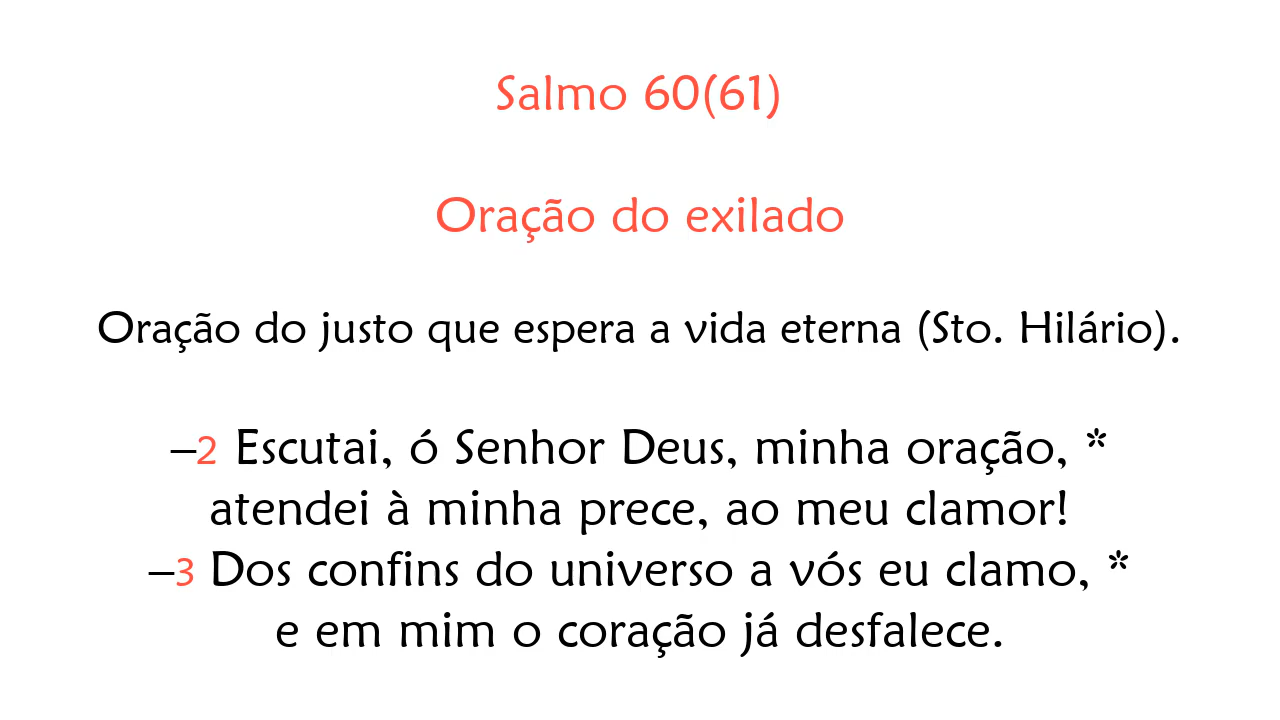 Salmo 60(61)
Oração do exilado
Oração do justo que espera a vida eterna (Sto. Hilário).
–2 Escutai, ó Senhor Deus, minha oração, *
atendei à minha prece, ao meu clamor!
–3 Dos confins do universo a vós eu clamo, *
e em mim o coração já desfalece.